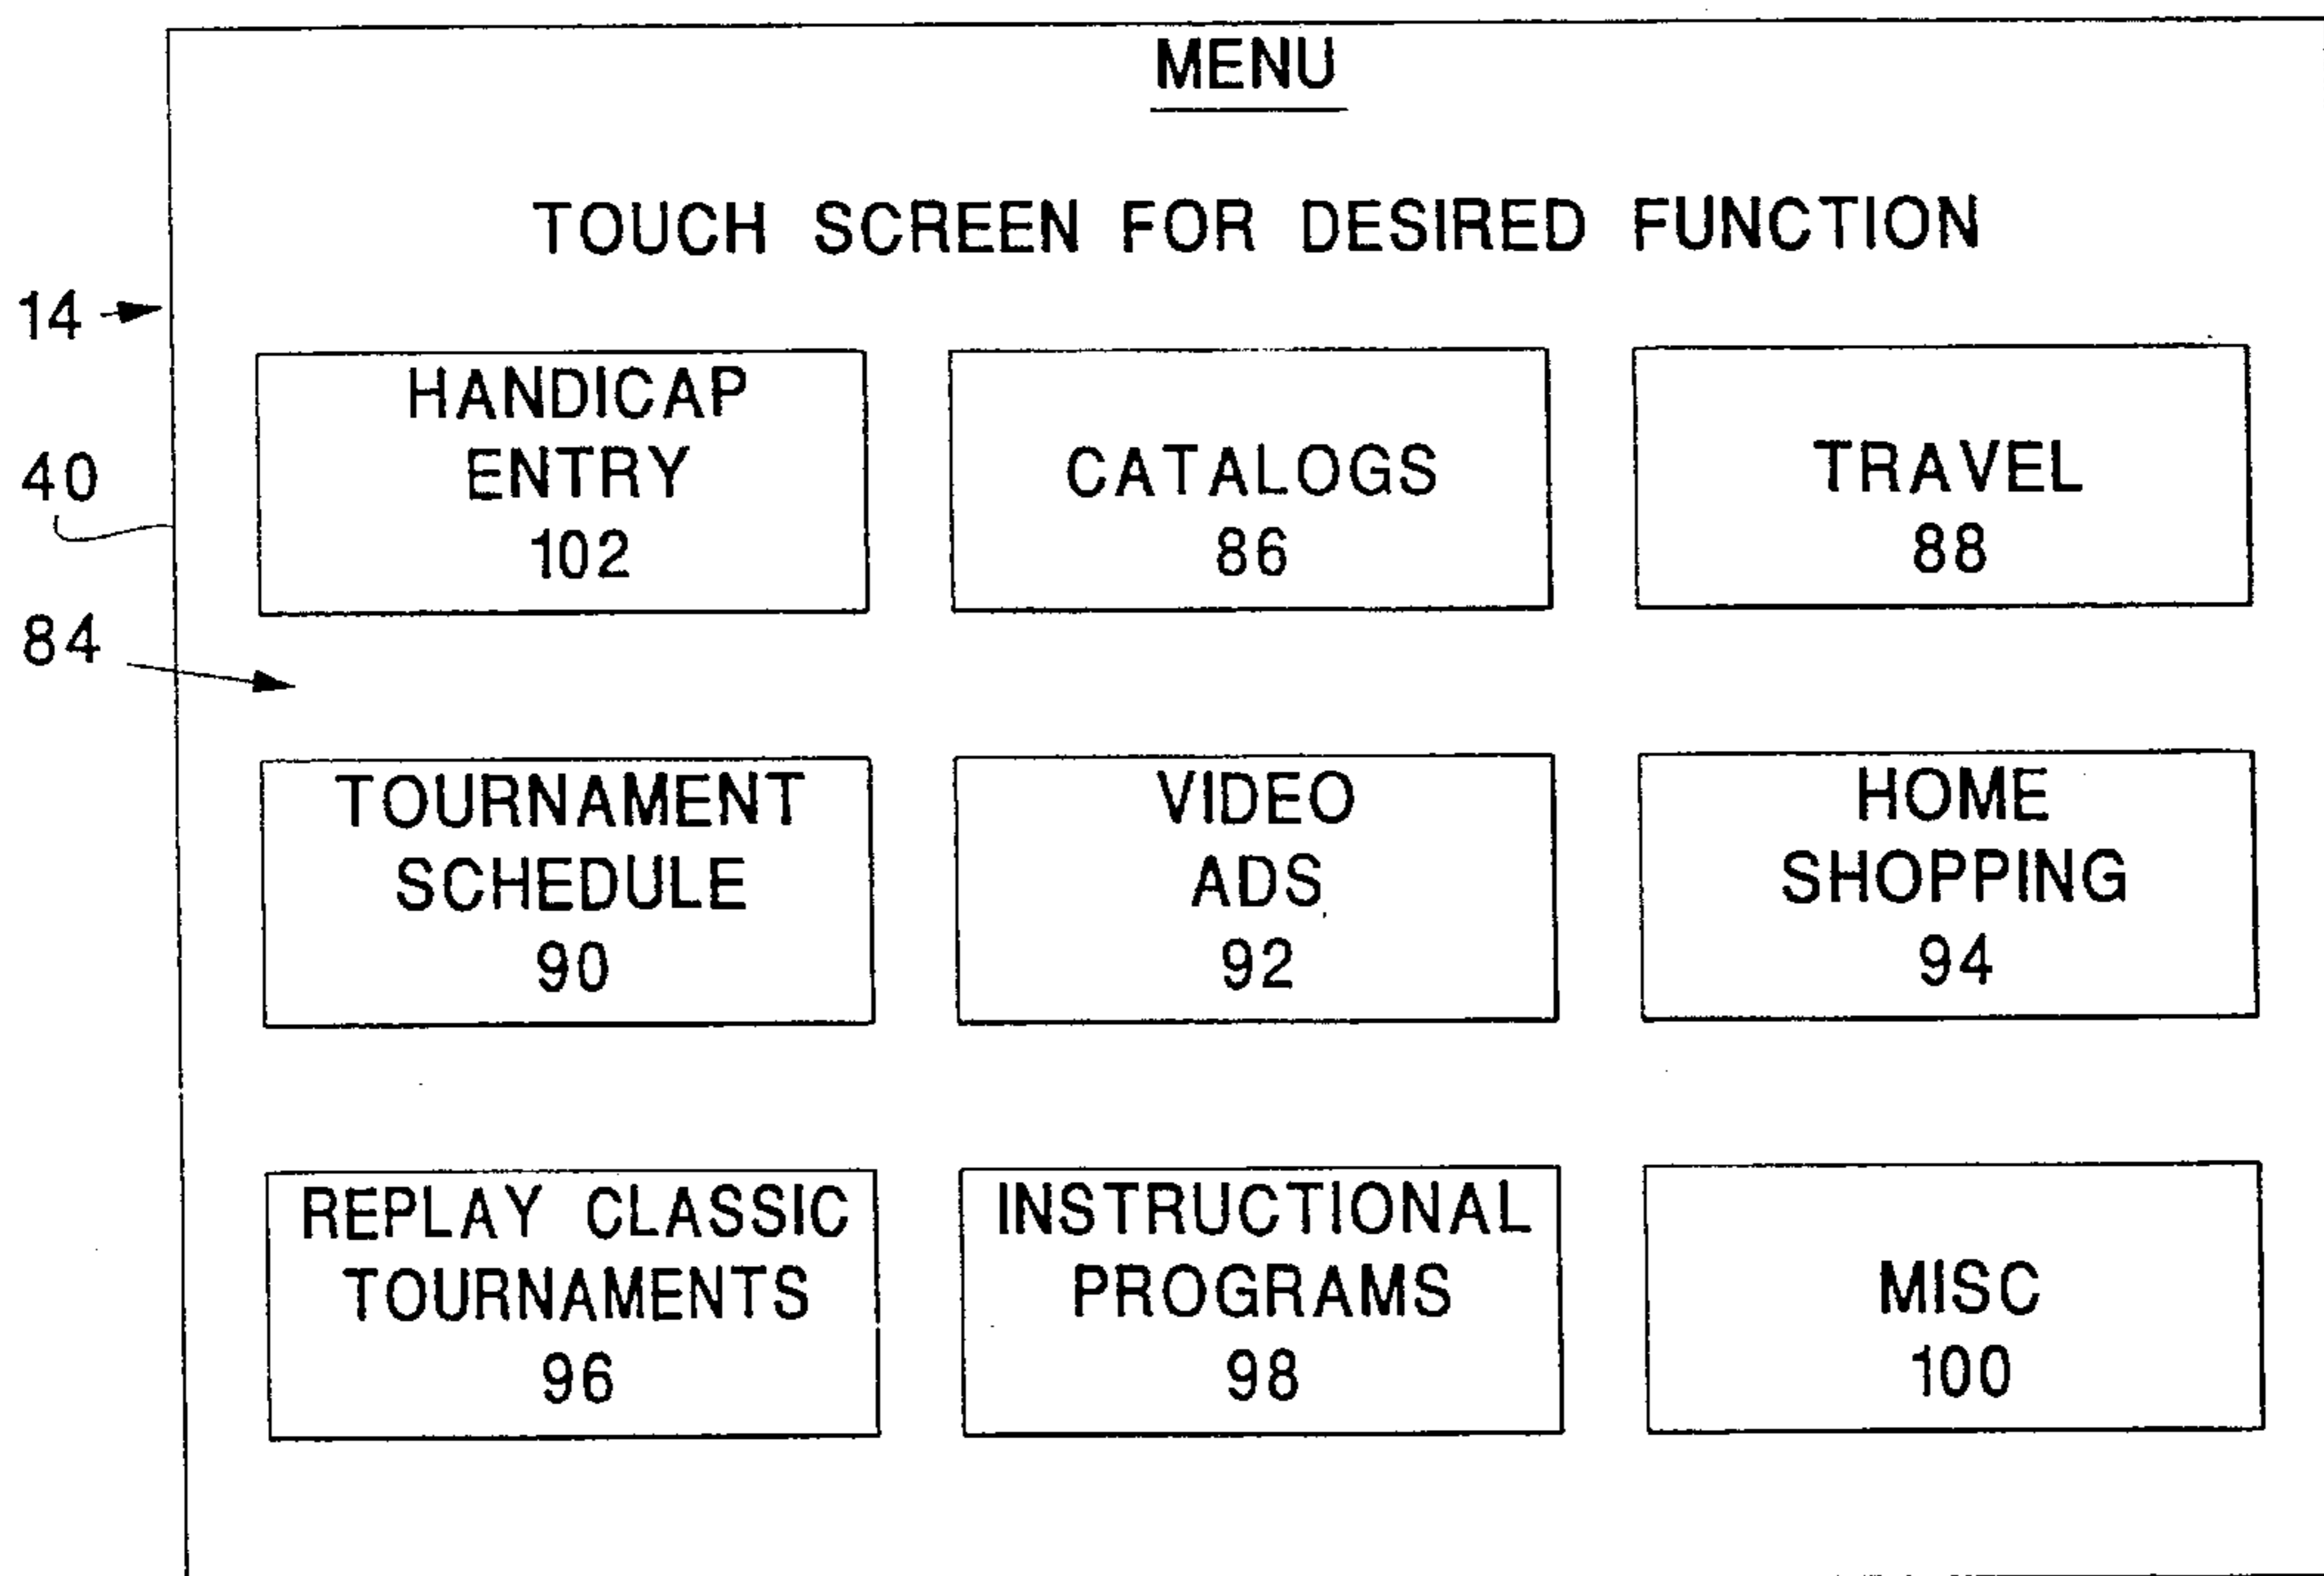 MENU
TOUCH SCREEN FOR DESIRED FUNCTION
14
40
84
HANDICAP
ENTRY
102
CATALOGS
86
TRAVEL
88
TOURNAMENT
SCHEDULE
90
VIDEO
ADS
92
HOME
SHOPPING
94
REPLAY CLASSIC
TOURNAMENTS
96
INSTRUCTIONAL
PROGRAMS
98
MISC
100